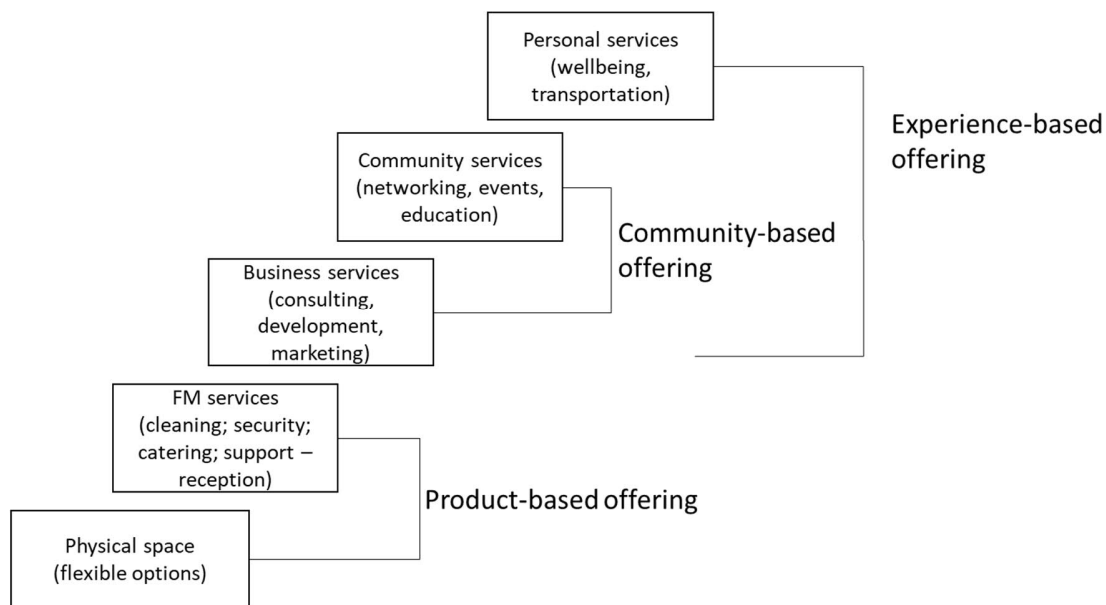 Personal services
(wellbeing,
transportation)
Experience-based
offering
Community services
(networking, events,
education)
Community-based
offering
Business services
(consulting,
development,
marketing)
FM services
(cleaning; security;
catering; support –
reception)
Product-based offering
Physical space
(flexible options)